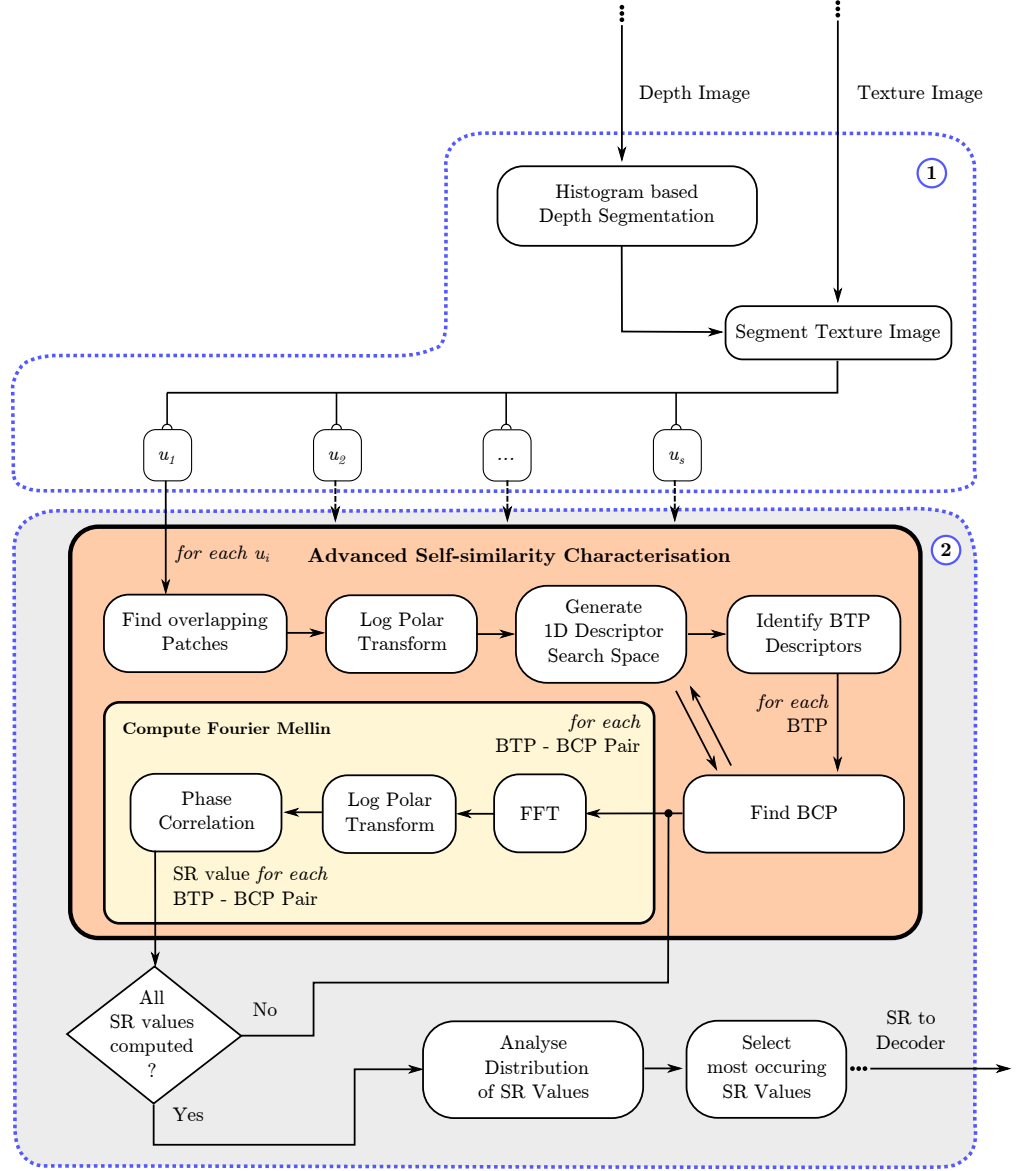 Depth Image
Texture Image
1
Histogram based
Depth Segmentation
Segment Texture Image
u1
u2
...
us
for each ui
Advanced Self-similarity Characterisation
2
Find overlapping
Patches
Log Polar
Transform
Generate
1D Descriptor
Search Space
Identify BTP
Descriptors
for each
BTP
Compute Fourier Mellin
for each
BTP - BCP Pair
Phase
Correlation
Log Polar
Transform
FFT
Find BCP
SR value for each
BTP - BCP Pair
All
SR values
computed
?
No
Yes
Analyse
Distribution
of SR Values
Select
most occuring
SR Values
SR to
Decoder